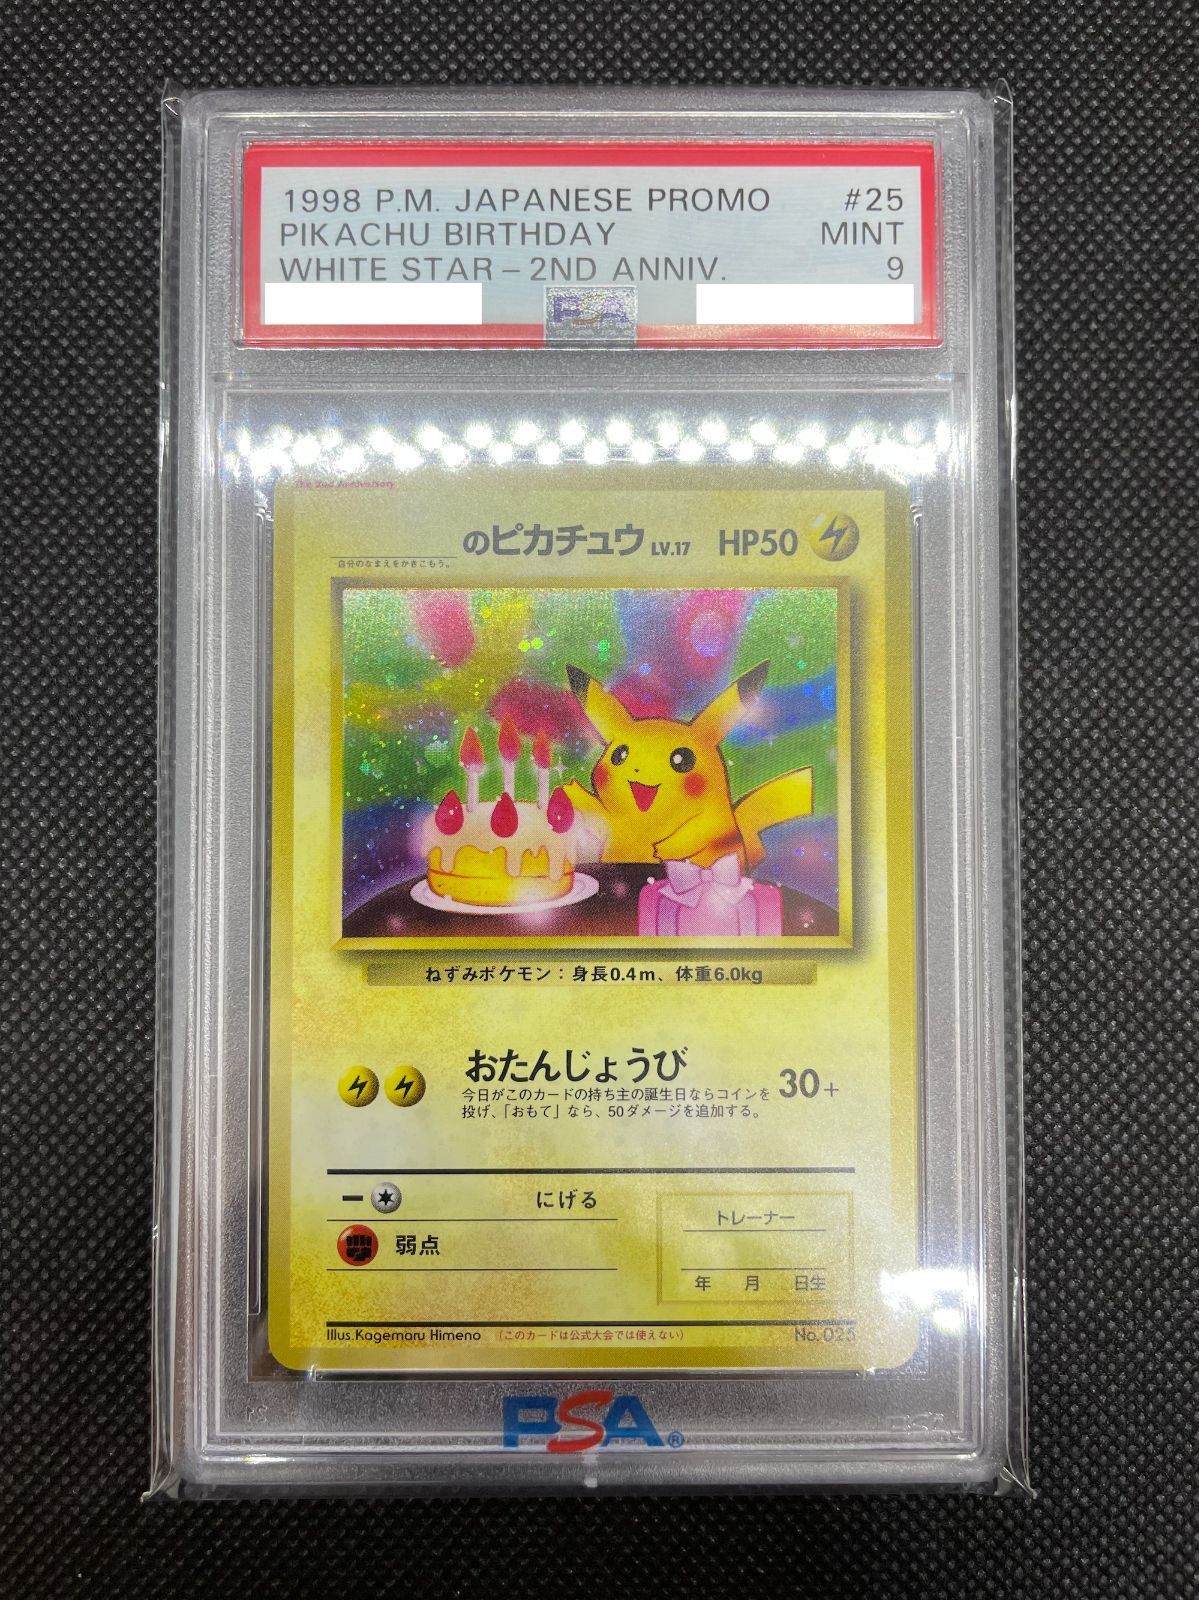 1998 P.M. JAPANESE PROMO #25
PIKACHU BIRTHDAY MINT
WHITE STAR – 2ND ANNIV. 9
PSA
The 2nd Anniversary
のピカチュウ LV.17 HP50
自分のなまえをかきこもう。
ねずみポケモン：身長0.4m、体重6.0kg
おたんじょうび 30+
今日がこのカードの持ち主の誕生日ならコインを
投げ、「おもて」なら、50ダメージを追加する。
にげる
弱点
トレーナー
年 月 日生
Illus.Kagemaru Himeno （このカードは公式大会では使えない） No.025
PSA®